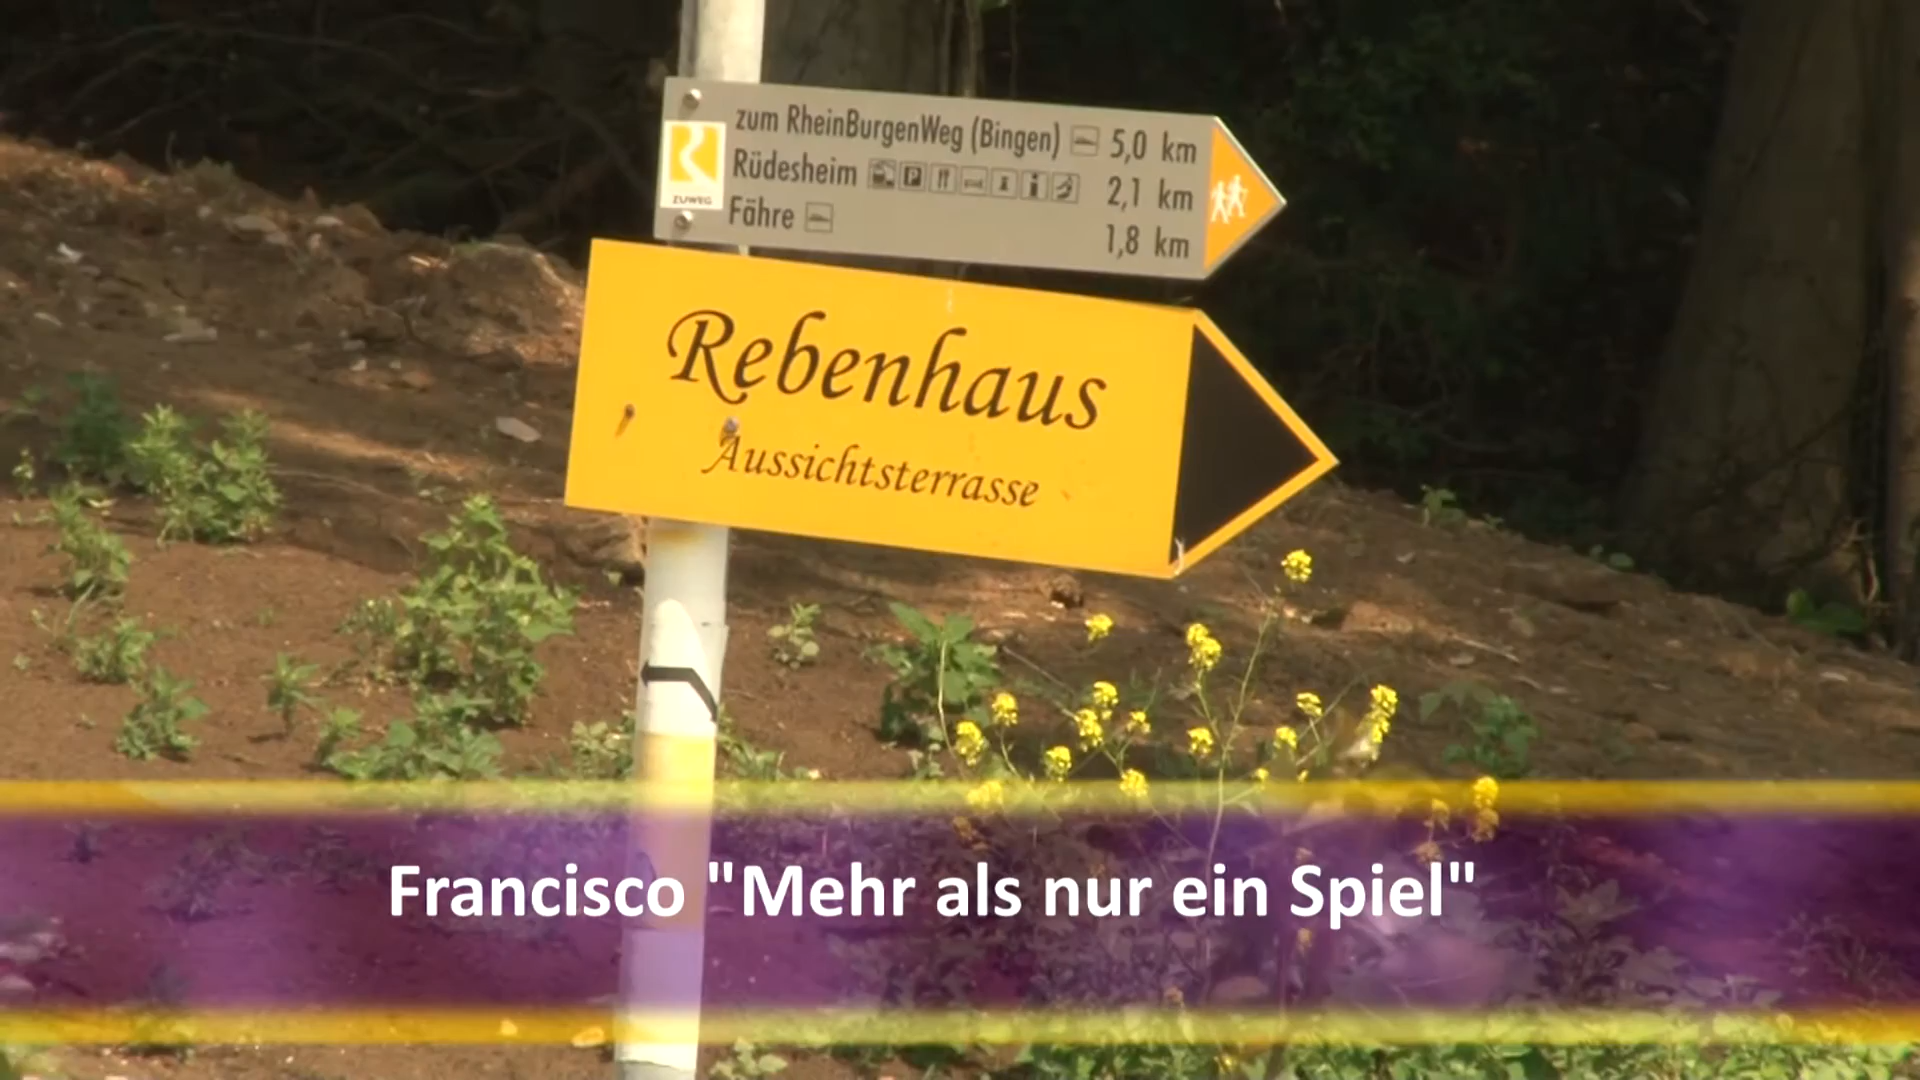 zum RheinBurgenWeg (Bingen) 5,0 km
Rüdesheim P i 2,1 km
Fähre 1,8 km
ZUWEG
Rebenhaus
Aussichtsterrasse
Francisco "Mehr als nur ein Spiel"